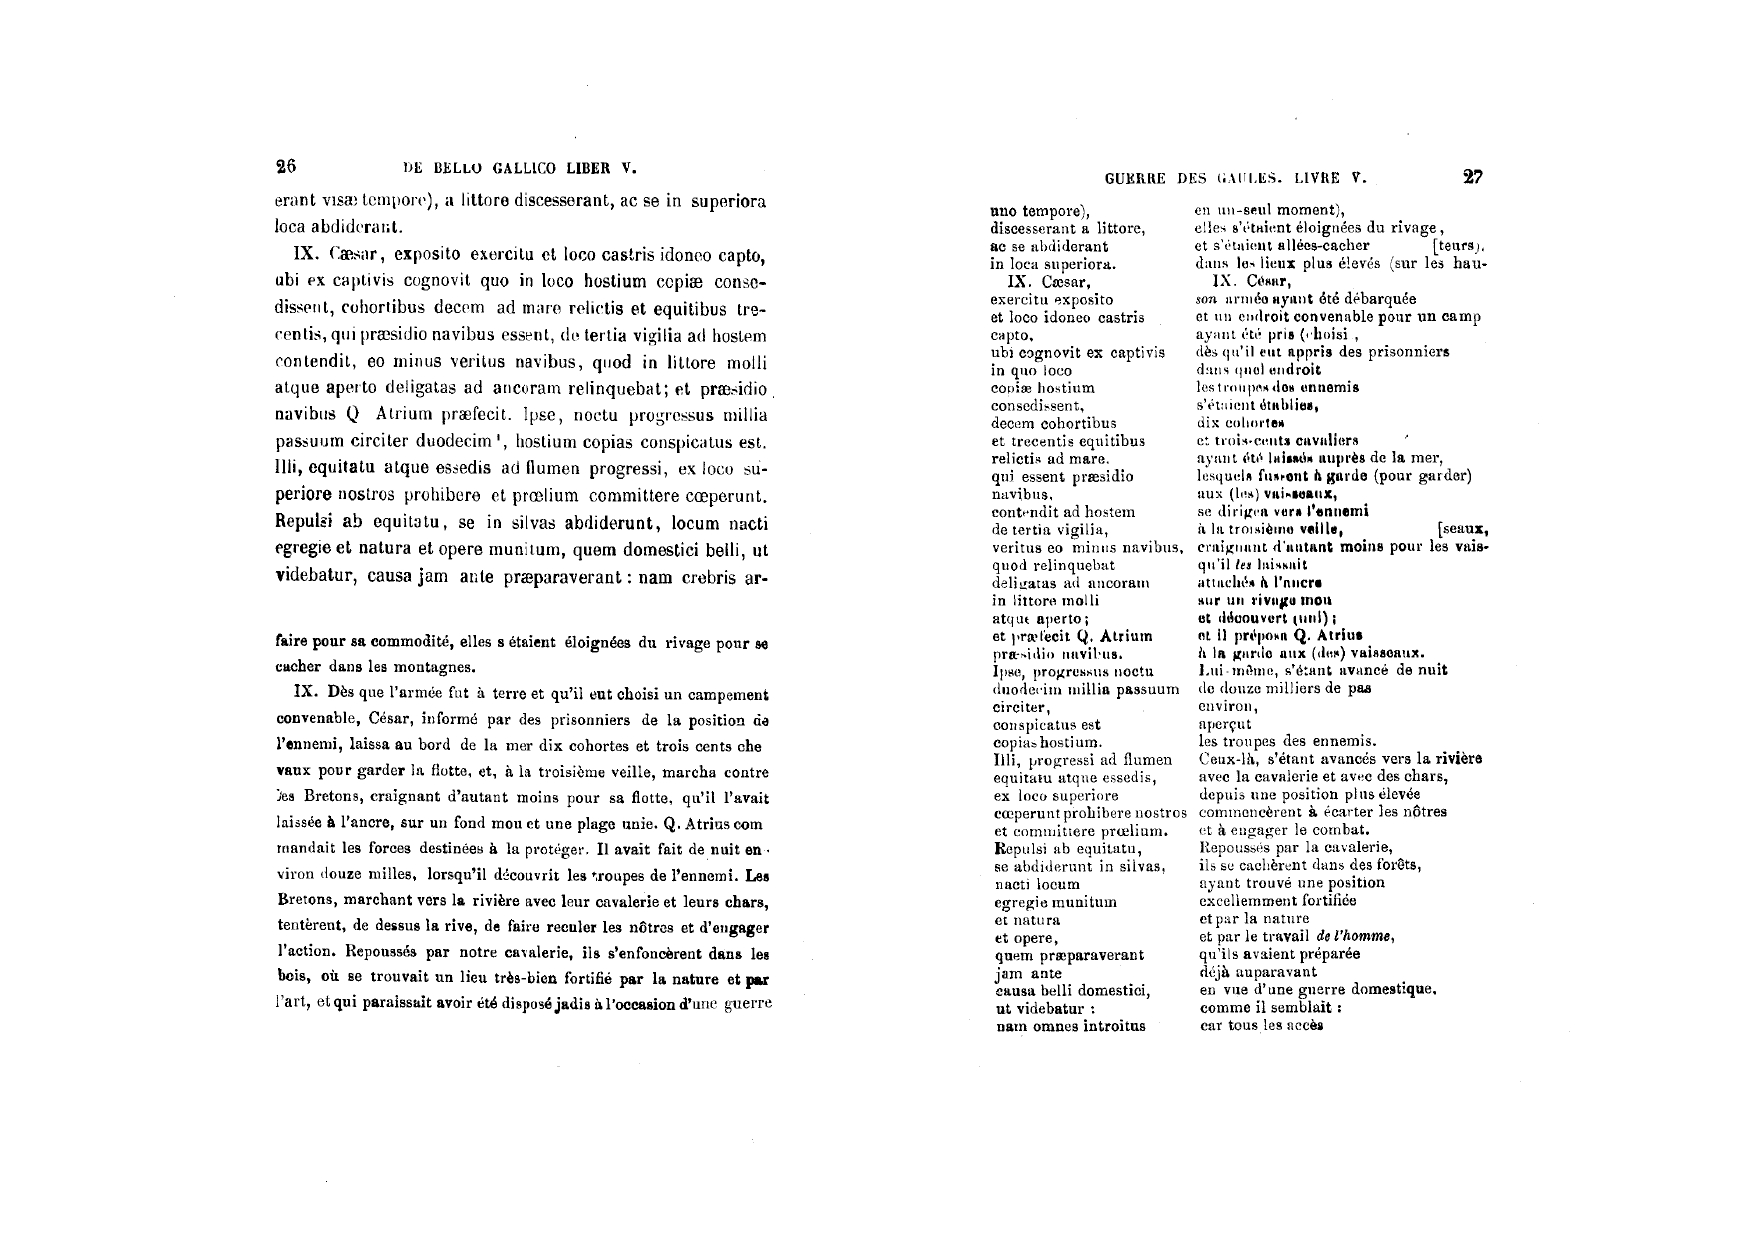 26 DE BELLO GALLICO LIBER V.
erant visæ tempore), a littore discesserant, ac se in superiora
loca abdiderant.
IX. Cæsar, exposito exercitu et loco castris idoneo capto,
ubi ex captivis cognovit quo in loco hostium copiæ conse-
dissent, cohortibus decem ad mare relictis et equitibus tre-
centis, qui præsidio navibus essent, de tertia vigilia ad hostem
contendit, eo minus veritus navibus, quod in littore molli
atque aperto deligatas ad ancoram relinquebat; et præsidio
navibus Q Atrium præfecit. Ipse, noctu progressus millia
passuum circiter duodecim ¹, hostium copias conspicatus est.
Illi, equitatu atque essedis ad flumen progressi, ex loco su-
periore nostros prohibere et prœlium committere cœperunt.
Repulsi ab equitatu, se in silvas abdiderunt, locum nacti
egregie et natura et opere munitum, quem domestici belli, ut
videbatur, causa jam ante præparaverant : nam crebris ar-
faire pour sa commodité, elles s étaient éloignées du rivage pour se
cacher dans les montagnes.
IX. Dès que l'armée fut à terre et qu'il eut choisi un campement
convenable, César, informé par des prisonniers de la position de
l'ennemi, laissa au bord de la mer dix cohortes et trois cents che
vaux pour garder la flotte, et, à la troisième veille, marcha contre
les Bretons, craignant d'autant moins pour sa flotte, qu'il l'avait
laissée à l'ancre, sur un fond mou et une plage unie. Q. Atrius com
mandait les forces destinées à la protéger. Il avait fait de nuit en-
viron douze milles, lorsqu'il découvrit les troupes de l'ennemi. Les
Bretons, marchant vers la rivière avec leur cavalerie et leurs chars,
tentèrent, de dessus la rive, de faire reculer les nôtres et d'engager
l'action. Repoussés par notre cavalerie, ils s'enfoncèrent dans les
bois, où se trouvait un lieu très-bien fortifié par la nature et par
l'art, et qui paraissait avoir été disposé jadis à l'occasion d'une guerre
GUERRE DES GAULES. LIVRE V. 27
uno tempore), en un-seul moment),
discesserant a littore, elles s'étaient éloignées du rivage,
ac se abdiderant et s'étaient allées-cacher [teurs).
in loca superiora. dans les lieux plus élevés (sur les hau-
IX. Cæsar, IX. César,
exercitu exposito son armée ayant été débarquée
et loco idoneo castris et un endroit convenable pour un camp
capto, ayant été pris (choisi ,
ubi cognovit ex captivis dès qu'il eut appris des prisonniers
in quo loco dans quel endroit
copiæ hostium les troupes des ennemis
consedissent, s'étaient établies,
decem cohortibus dix cohortes
et trecentis equitibus et trois-cents cavaliers
relictis ad mare. ayant été laissés auprès de la mer,
qui essent præsidio lesquels fussent à garde (pour garder)
navibus, aux (les) vaisseaux,
contendit ad hostem se dirigea vers l'ennemi
de tertia vigilia, à la troisième veille, [seaux,
veritus eo minus navibus, craignant d'autant moins pour les vais-
quod relinquebat qu'il les laissait
deligatas ad ancoram attachés à l'ancre
in littore molli sur un rivage mou
atque aperto; et découvert (uni);
et præfecit Q. Atrium et il préposa Q. Atrius
præsidio navibus. à la garde aux (des) vaisseaux.
Ipse, progressus noctu Lui-même, s'étant avancé de nuit
duodecim millia passuum de douze milliers de pas
circiter, environ,
conspicatus est aperçut
copias hostium. les troupes des ennemis.
Illi, progressi ad flumen Ceux-là, s'étant avancés vers la rivière
equitatu atque essedis, avec la cavalerie et avec des chars,
ex loco superiore depuis une position plus élevée
cœperunt prohibere nostros commencèrent à écarter les nôtres
et committere prœlium. et à engager le combat.
Repulsi ab equitatu, Repoussés par la cavalerie,
se abdiderunt in silvas, ils se cachèrent dans des forêts,
nacti locum ayant trouvé une position
egregie munitum excellemment fortifiée
et natura et par la nature
et opere, et par le travail de l'homme,
quem præparaverant qu'ils avaient préparée
jam ante déjà auparavant
causa belli domestici, en vue d'une guerre domestique,
ut videbatur : comme il semblait :
nam omnes introitus car tous les accès